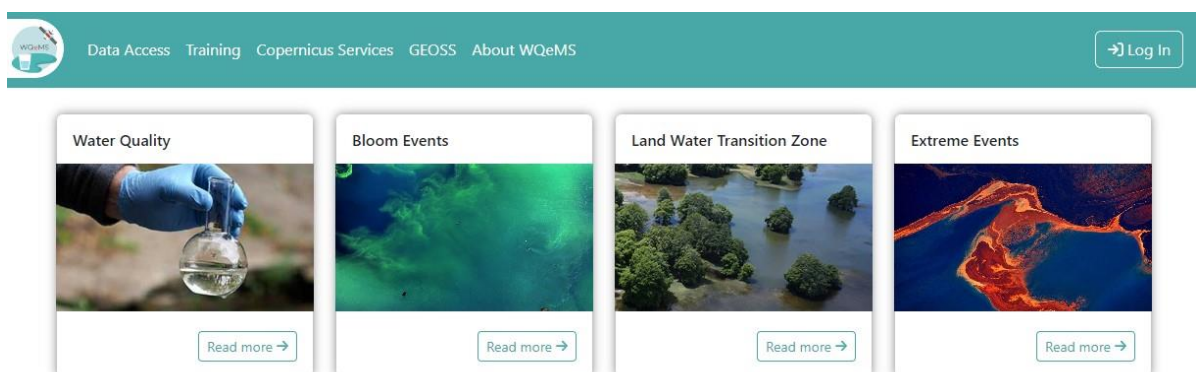 WQeMS
Data Access Training Copernicus Services GEOSS About WQeMS
Log In
Water Quality
Bloom Events
Land Water Transition Zone
Extreme Events
Read more →
Read more →
Read more →
Read more →